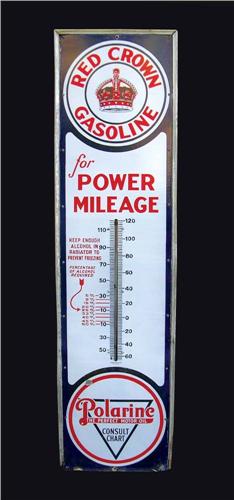 RED CROWN
GASOLINE
for
POWER
MILEAGE
KEEP ENOUGH
ALCOHOL IN
RADIATOR TO
PREVENT FREEZING
PERCENTAGE
OF ALCOHOL
REQUIRED
120
110
100
90
80
70
60
50
40
30
20
10
0
10
20
30
40
50
60
Polarine
THE PERFECT MOTOR OIL
CONSULT
CHART